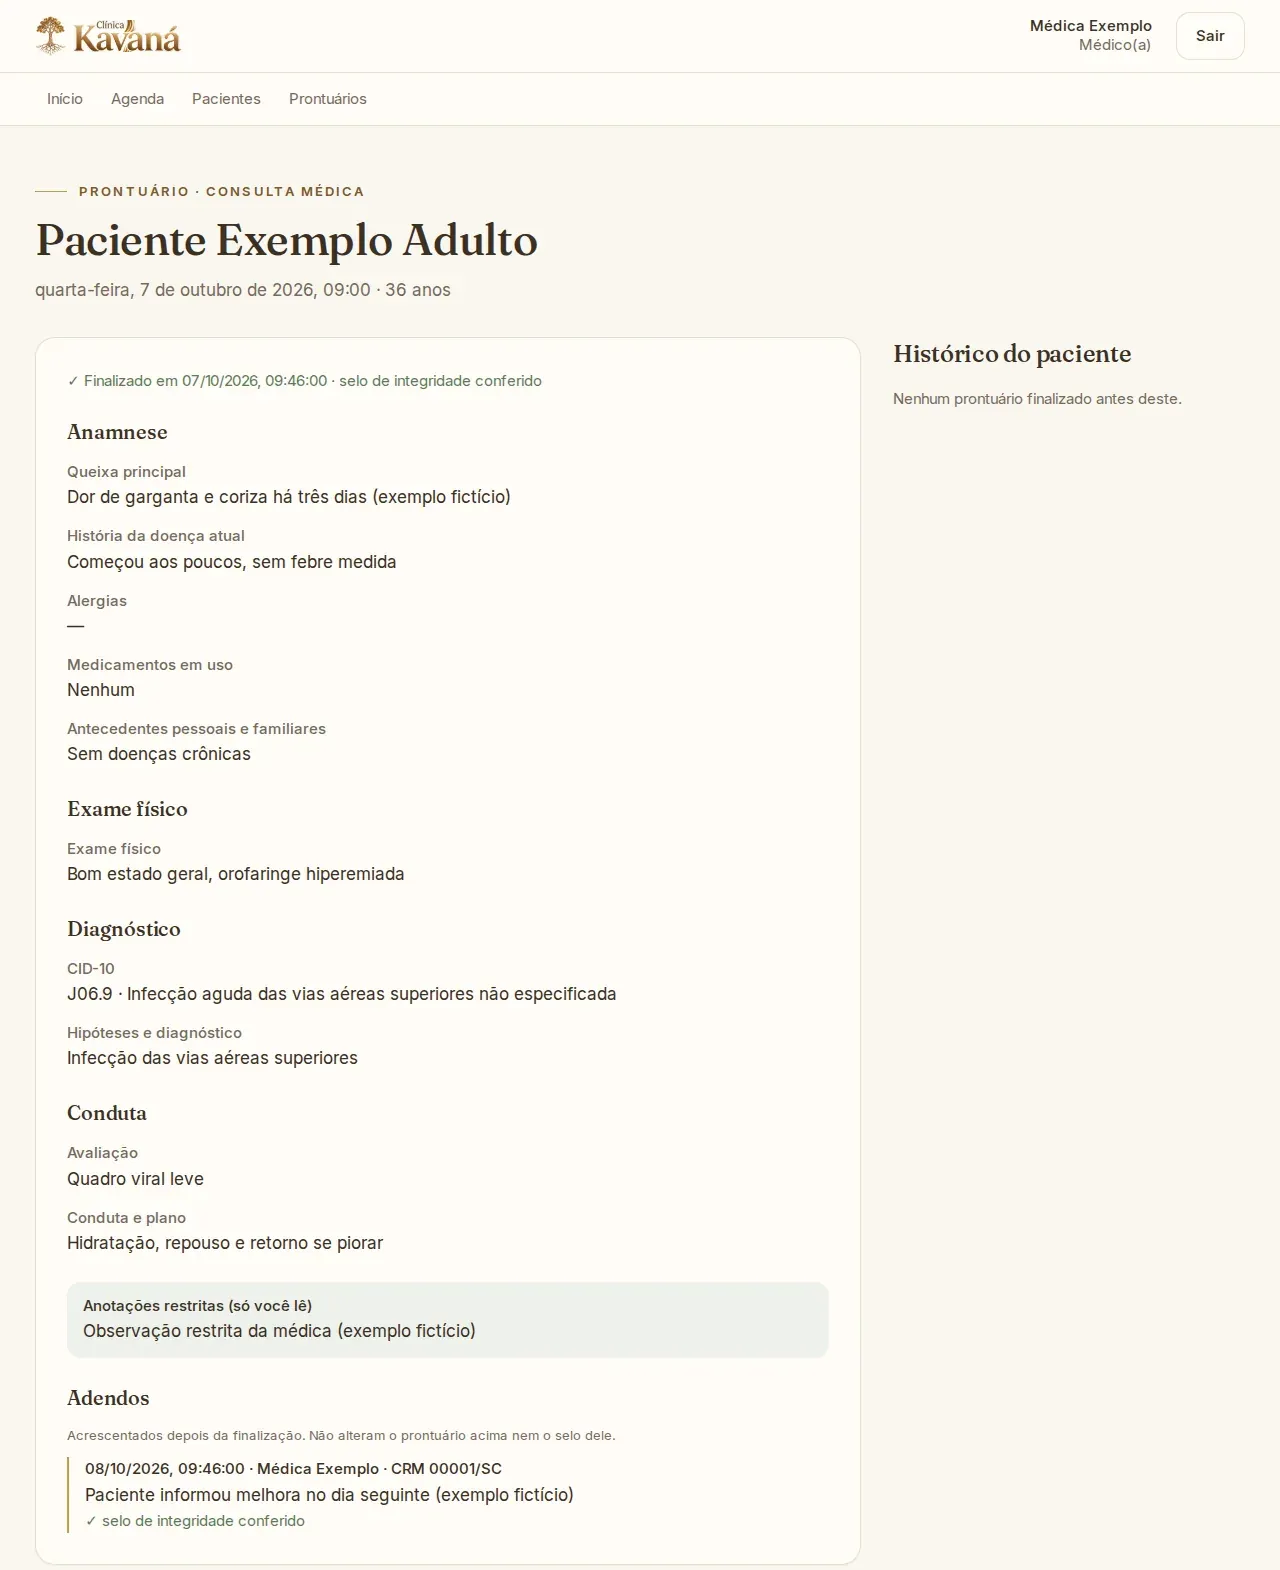 Clínica
Kavaná
Médica Exemplo
Médico(a)
Sair
Início
Agenda
Pacientes
Prontuários
PRONTUÁRIO · CONSULTA MÉDICA
Paciente Exemplo Adulto
quarta-feira, 7 de outubro de 2026, 09:00 · 36 anos
✓ Finalizado em 07/10/2026, 09:46:00 · selo de integridade conferido
Anamnese
Queixa principal
Dor de garganta e coriza há três dias (exemplo fictício)
História da doença atual
Começou aos poucos, sem febre medida
Alergias
—
Medicamentos em uso
Nenhum
Antecedentes pessoais e familiares
Sem doenças crônicas
Exame físico
Exame físico
Bom estado geral, orofaringe hiperemiada
Diagnóstico
CID-10
J06.9 · Infecção aguda das vias aéreas superiores não especificada
Hipóteses e diagnóstico
Infecção das vias aéreas superiores
Conduta
Avaliação
Quadro viral leve
Conduta e plano
Hidratação, repouso e retorno se piorar
Anotações restritas (só você lê)
Observação restrita da médica (exemplo fictício)
Adendos
Acrescentados depois da finalização. Não alteram o prontuário acima nem o selo dele.
08/10/2026, 09:46:00 · Médica Exemplo · CRM 00001/SC
Paciente informou melhora no dia seguinte (exemplo fictício)
✓ selo de integridade conferido
Histórico do paciente
Nenhum prontuário finalizado antes deste.